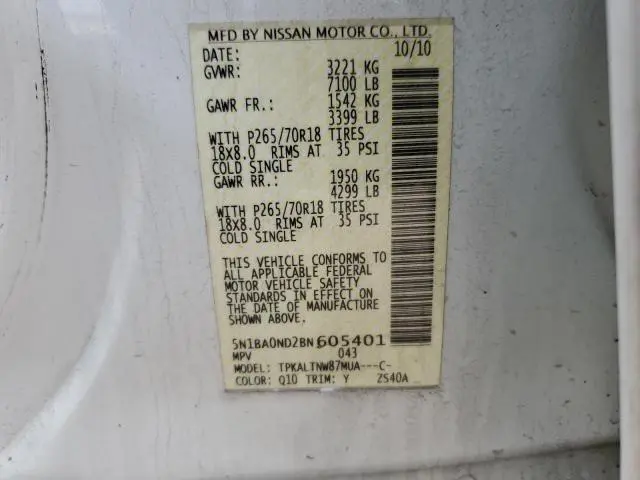 MFD BY NISSAN MOTOR CO., LTD.
DATE: 10/10
GVWR: 3221 KG
7100 LB
GAWR FR.: 1542 KG
3399 LB
WITH P265/70R18 TIRES
18X8.0 RIMS AT 35 PSI
COLD SINGLE
GAWR RR.: 1950 KG
4299 LB
WITH P265/70R18 TIRES
18X8.0 RIMS AT 35 PSI
COLD SINGLE
THIS VEHICLE CONFORMS TO
ALL APPLICABLE FEDERAL
MOTOR VEHICLE SAFETY
STANDARDS IN EFFECT ON
THE DATE OF MANUFACTURE
SHOWN ABOVE.
5N1BA0ND2BN605401
MPV 043
MODEL: TPKALTNW87MUA---C-
COLOR: Q10 TRIM: Y ZS40A